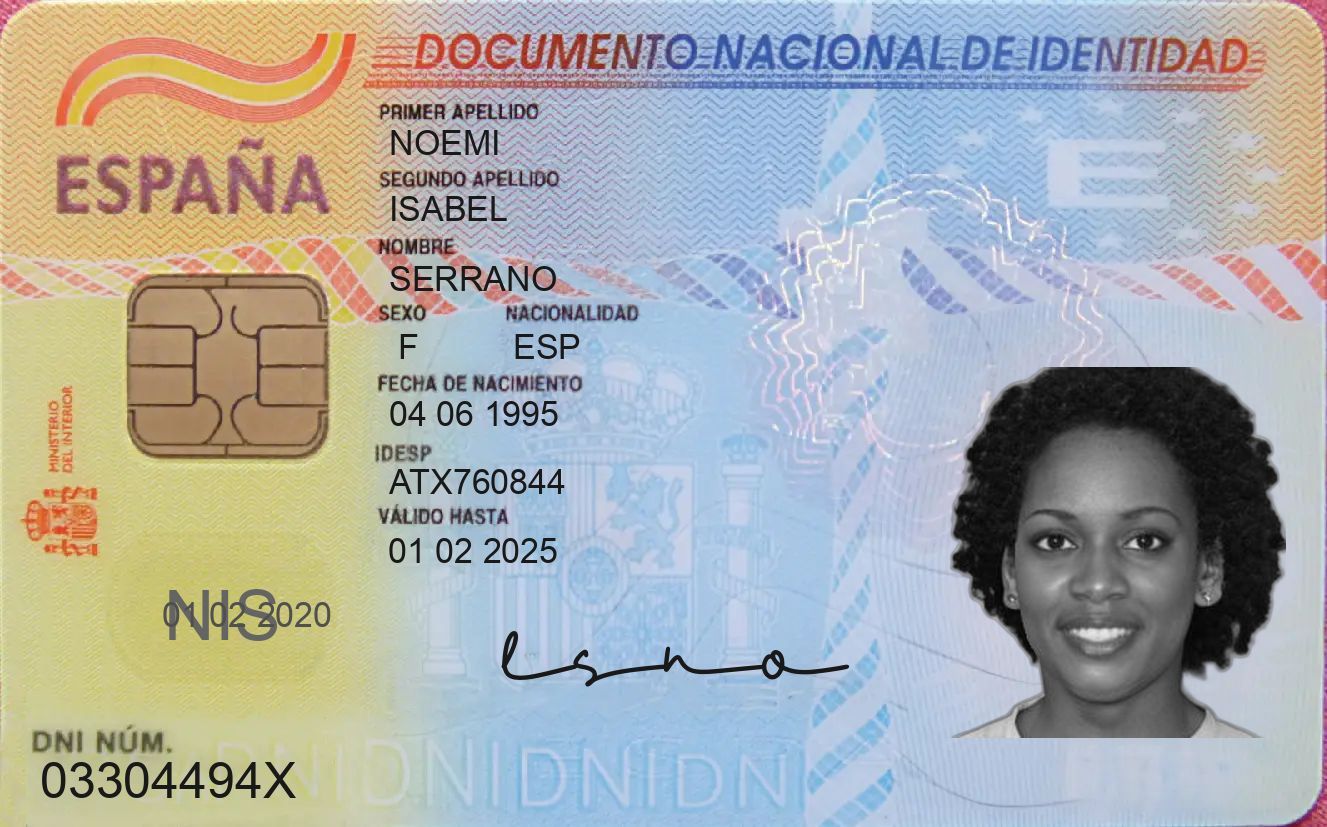 DOCUMENTO NACIONAL DE IDENTIDAD
ESPAÑA
PRIMER APELLIDO
NOEMI
SEGUNDO APELLIDO
ISABEL
NOMBRE
SERRANO
SEXO NACIONALIDAD
F ESP
FECHA DE NACIMIENTO
04 06 1995
IDESP
ATX760844
VÁLIDO HASTA
01 02 2025
MINISTERIO
DEL INTERIOR
E
NIS
01 02 2020
DNI NÚM.
03304494X
DNIDNIDNIDNI